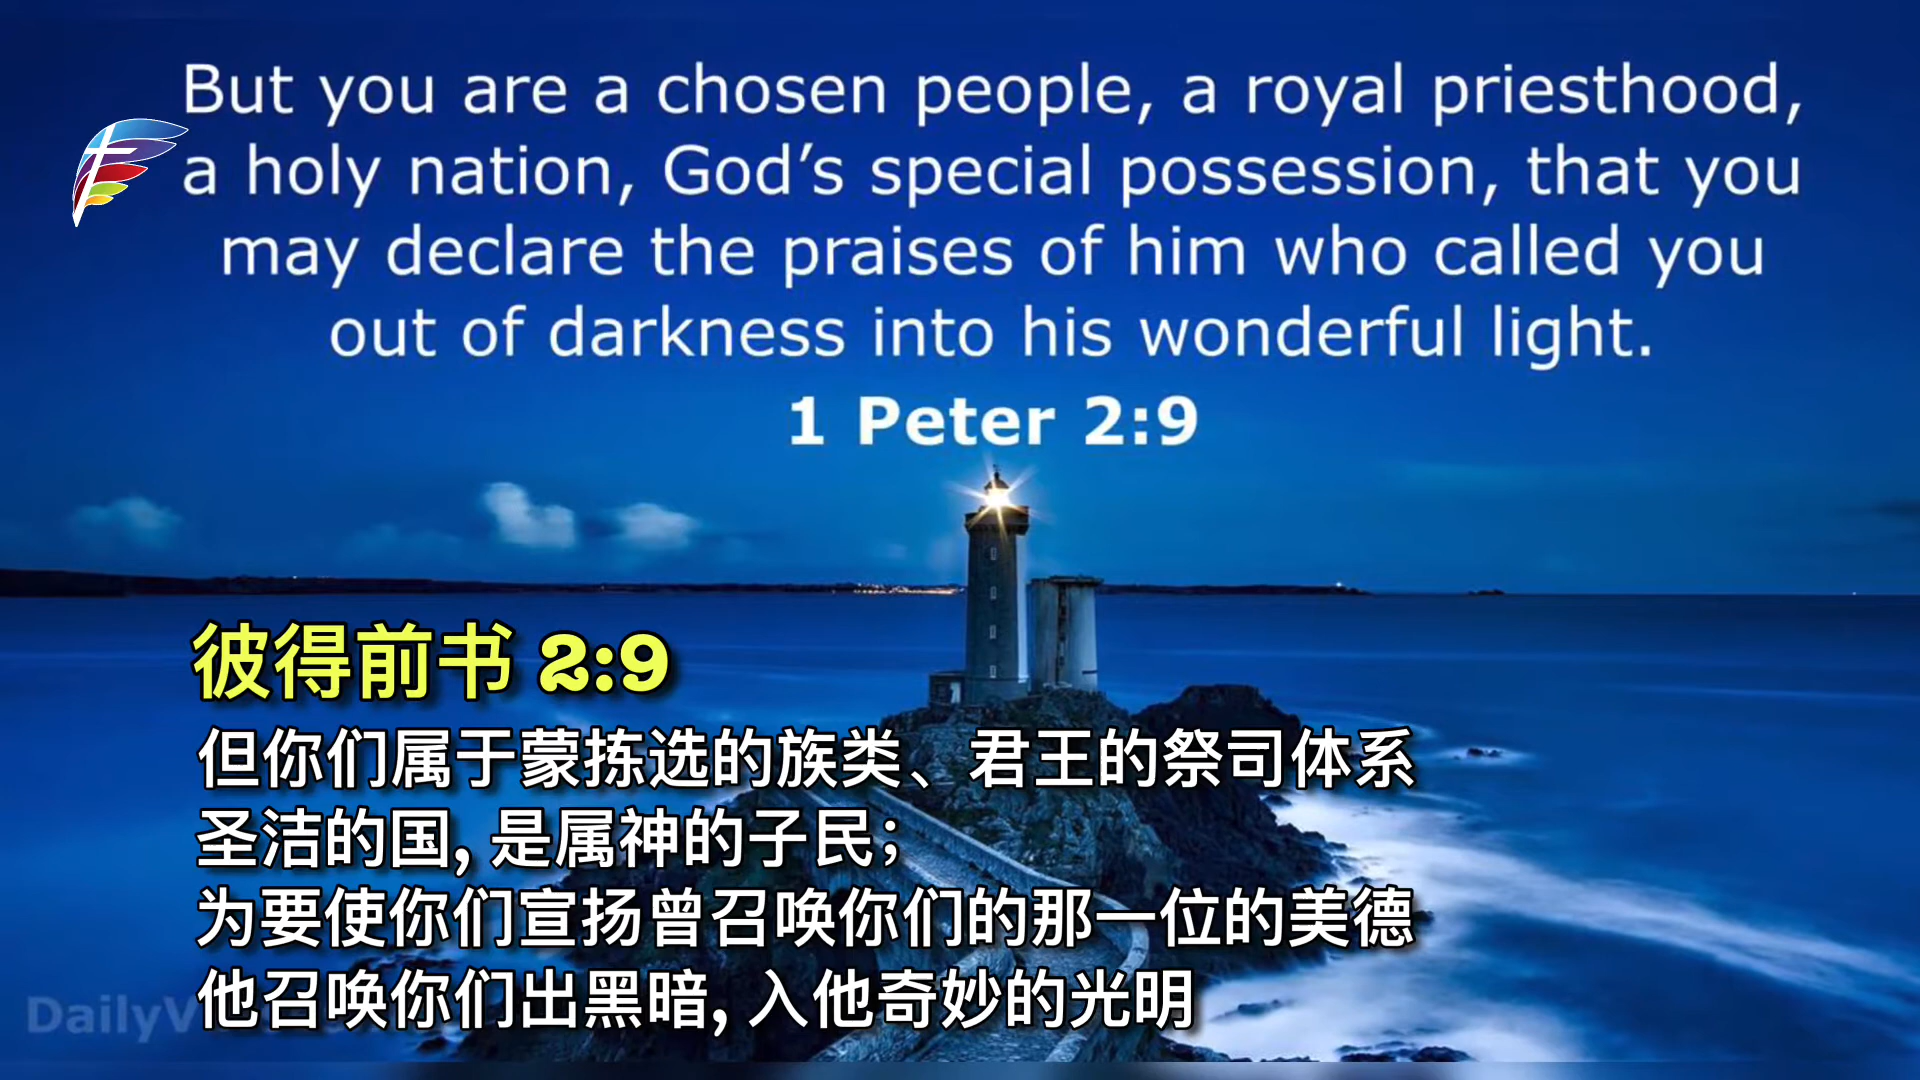 But you are a chosen people, a royal priesthood,
a holy nation, God’s special possession, that you
may declare the praises of him who called you
out of darkness into his wonderful light.
1 Peter 2:9
彼得前书 2:9
但你们属于蒙拣选的族类、君王的祭司体系
圣洁的国, 是属神的子民;
为要使你们宣扬曾召唤你们的那一位的美德
他召唤你们出黑暗, 入他奇妙的光明